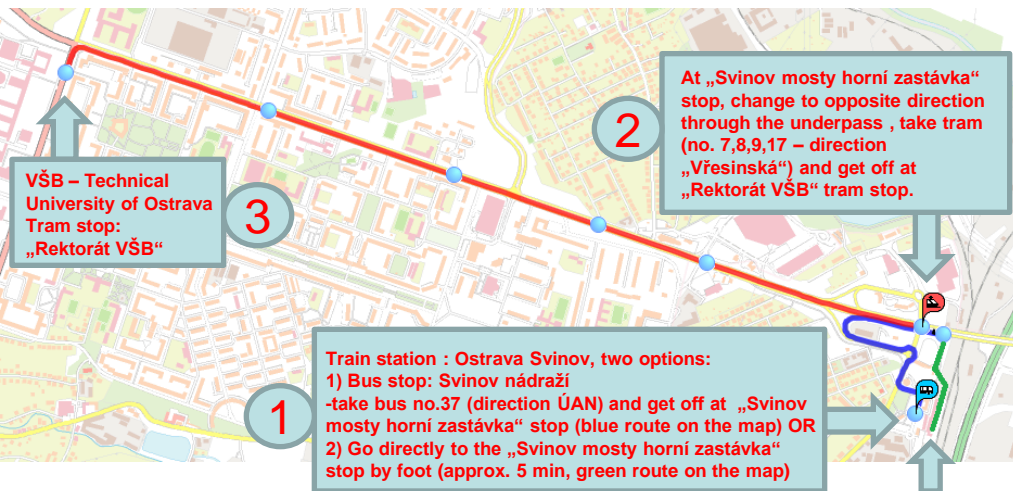 At „Svinov mosty horní zastávka“
stop, change to opposite direction
through the underpass , take tram
(no. 7,8,9,17 – direction
„Vřesinská“) and get off at
„Rektorát VŠB“ tram stop.
2
VŠB – Technical
University of Ostrava
Tram stop:
„Rektorát VŠB“
3
Train station : Ostrava Svinov, two options:
1) Bus stop: Svinov nádraží
-take bus no.37 (direction ÚAN) and get off at „Svinov
mosty horní zastávka“ stop (blue route on the map) OR
2) Go directly to the „Svinov mosty horní zastávka“
stop by foot (approx. 5 min, green route on the map)
1